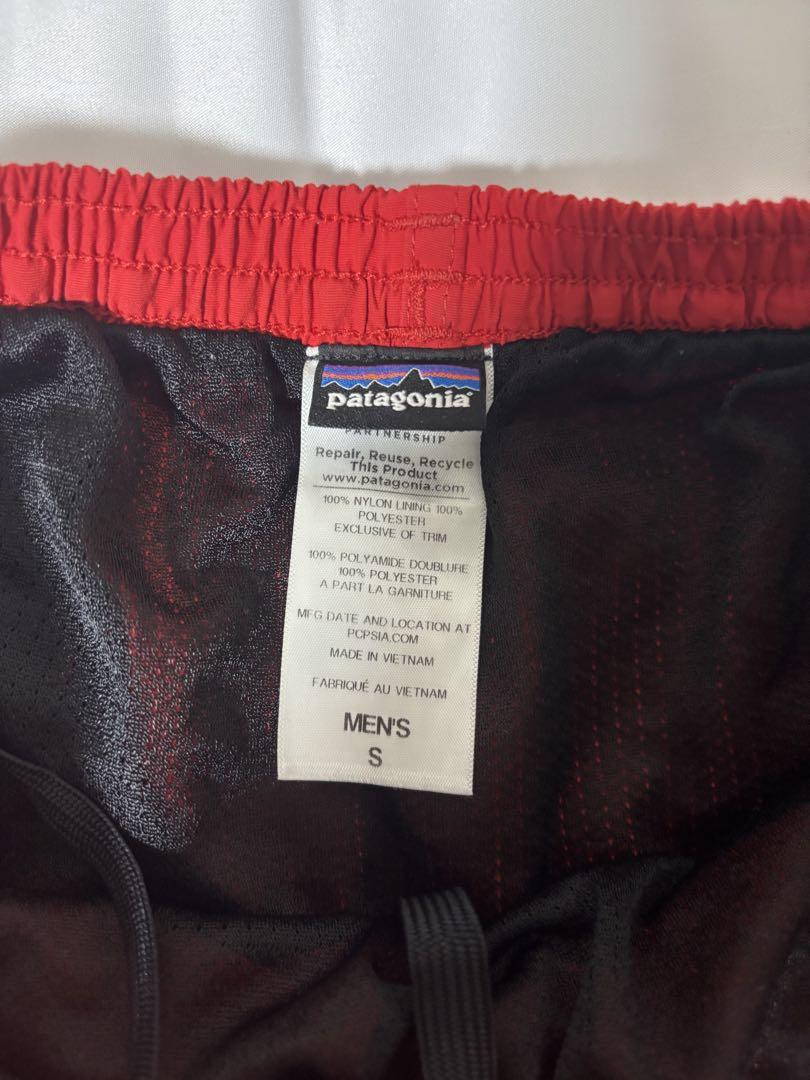 patagonia®
PARTNERSHIP
Repair, Reuse, Recycle
This Product
www.patagonia.com
100% NYLON LINING 100%
POLYESTER
EXCLUSIVE OF TRIM
100% POLYAMIDE DOUBLURE
100% POLYESTER
A PART LA GARNITURE
MFG DATE AND LOCATION AT
PCPSIA.COM
MADE IN VIETNAM
FABRIQUÉ AU VIETNAM
MEN'S
S